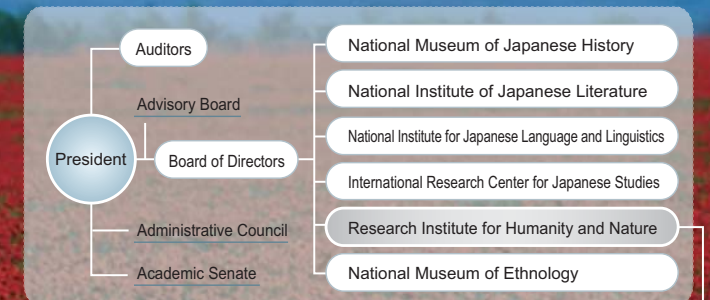 Auditors
Advisory Board
President
Board of Directors
Administrative Council
Academic Senate
National Museum of Japanese History
National Institute of Japanese Literature
National Institute for Japanese Language and Linguistics
International Research Center for Japanese Studies
Research Institute for Humanity and Nature
National Museum of Ethnology